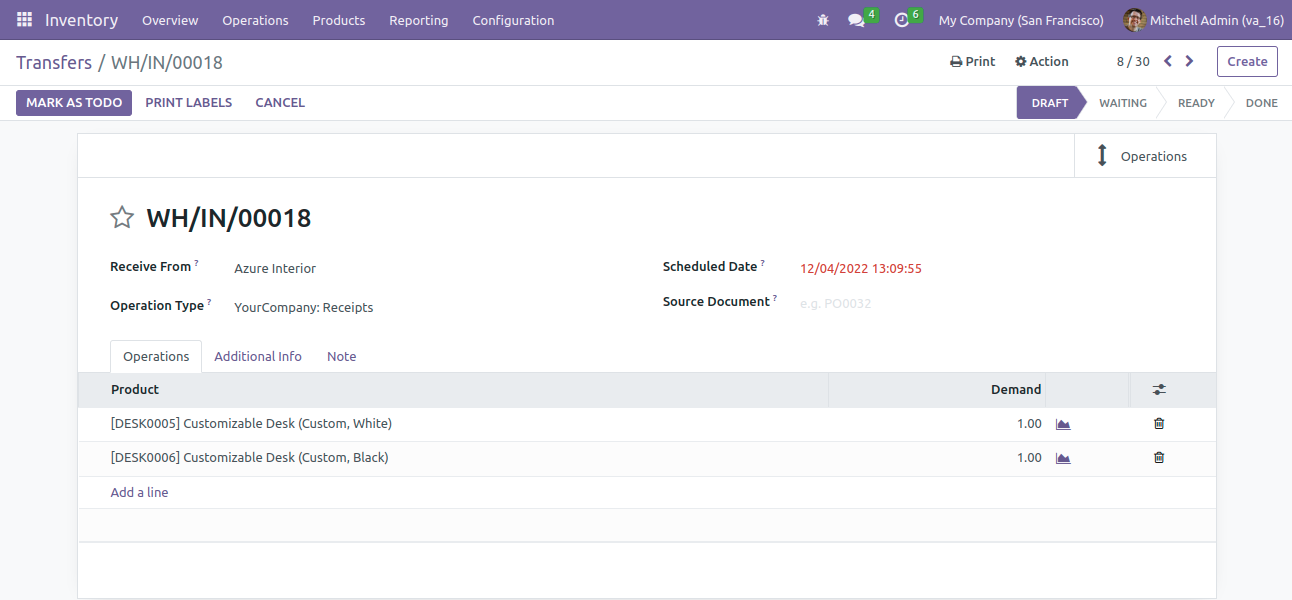 Inventory Overview Operations Products Reporting Configuration 4 6 My Company (San Francisco) Mitchell Admin (va_16)
Transfers / WH/IN/00018 Print Action 8 / 30 Create
MARK AS TODO PRINT LABELS CANCEL DRAFT WAITING READY DONE
Operations
WH/IN/00018
Receive From ? Azure Interior Scheduled Date ? 12/04/2022 13:09:55
Operation Type ? YourCompany: Receipts Source Document ? e.g. PO0032
Operations Additional Info Note
Product Demand
[DESK0005] Customizable Desk (Custom, White) 1.00
[DESK0006] Customizable Desk (Custom, Black) 1.00
Add a line